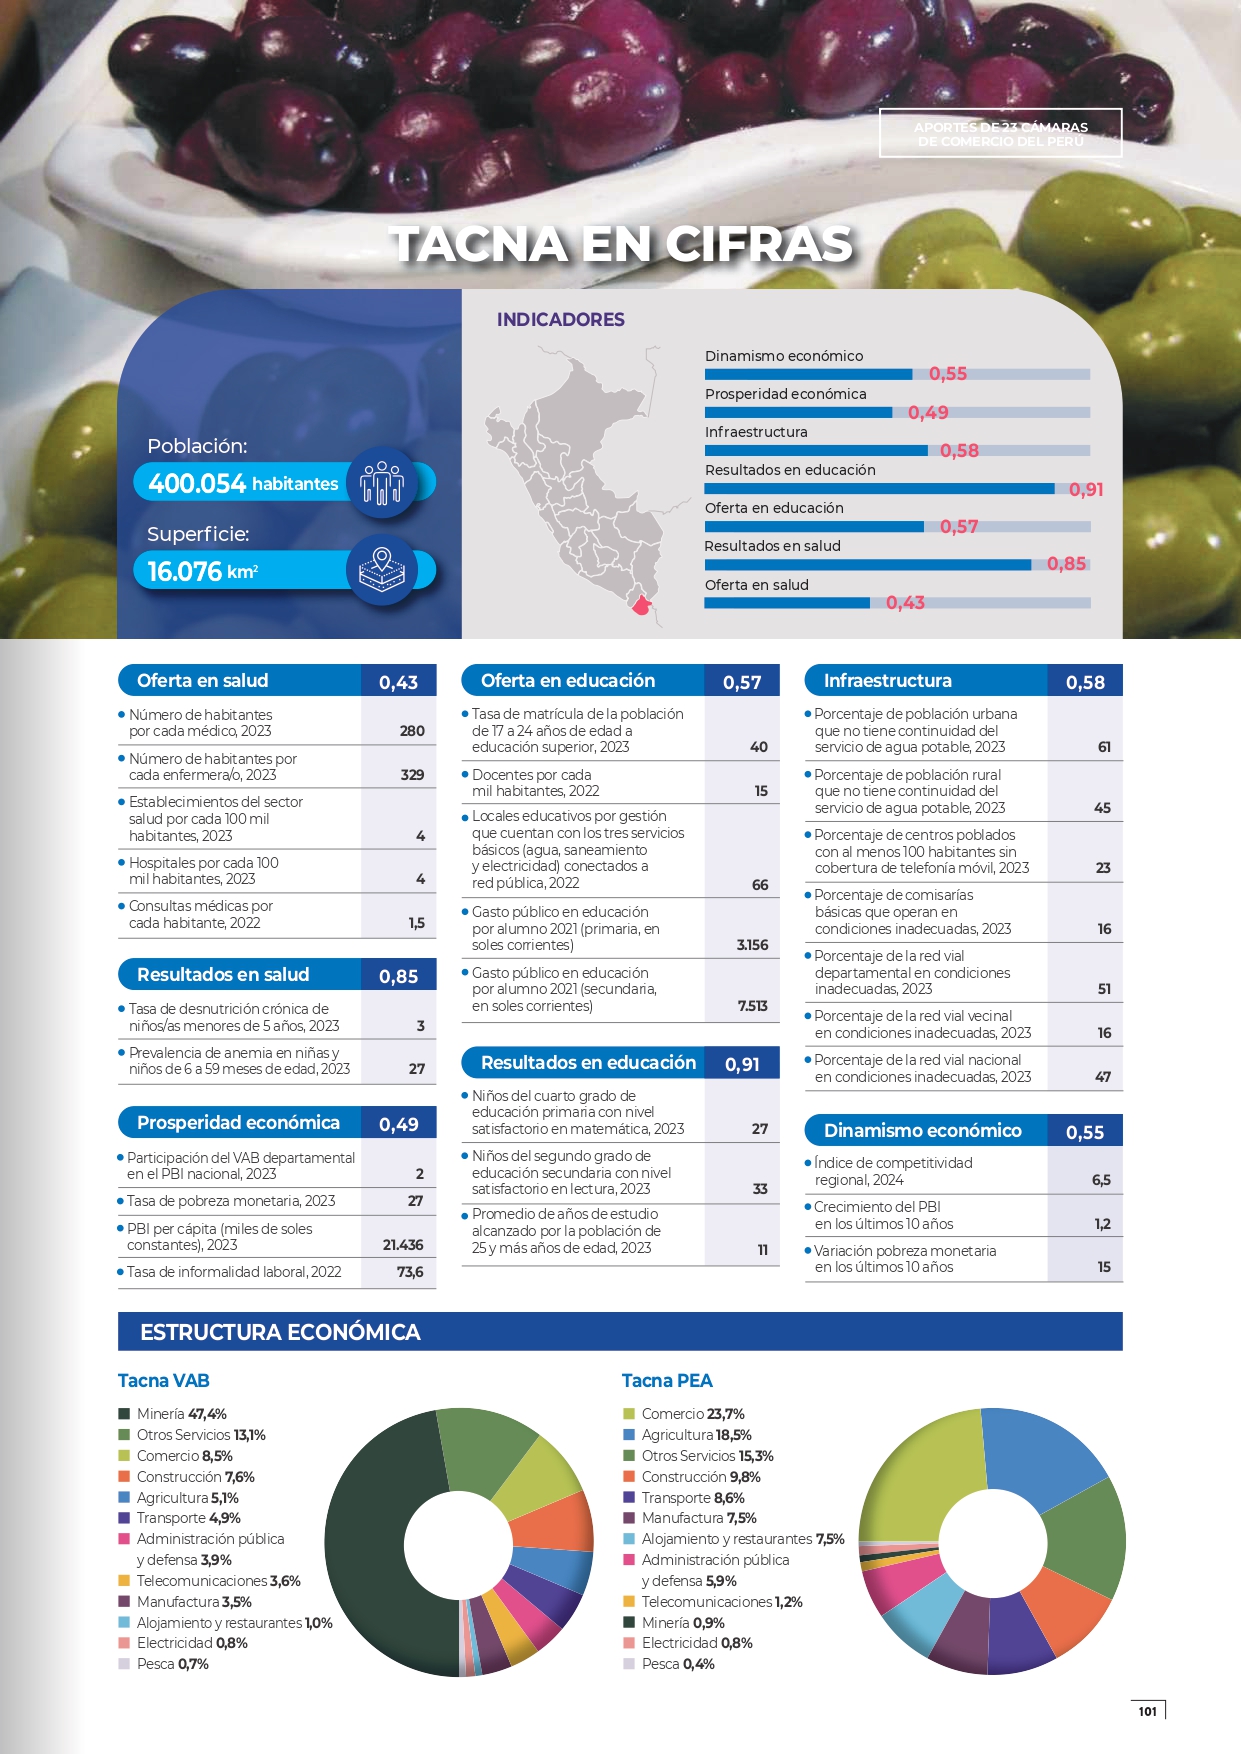 APORTES DE 23 CÁMARAS
DE COMERCIO DEL PERÚ
TACNA EN CIFRAS
Población:
400.054 habitantes
Superficie:
16.076 km²
INDICADORES
Dinamismo económico
0,55
Prosperidad económica
0,49
Infraestructura
0,58
Resultados en educación
0,91
Oferta en educación
0,57
Resultados en salud
0,85
Oferta en salud
0,43
Oferta en salud 0,43
Número de habitantes
por cada médico, 2023 280
Número de habitantes por
cada enfermera/o, 2023 329
Establecimientos del sector
salud por cada 100 mil
habitantes, 2023 4
Hospitales por cada 100
mil habitantes, 2023 4
Consultas médicas por
cada habitante, 2022 1,5
Resultados en salud 0,85
Tasa de desnutrición crónica de
niños/as menores de 5 años, 2023 3
Prevalencia de anemia en niñas y
niños de 6 a 59 meses de edad, 2023 27
Prosperidad económica 0,49
Participación del VAB departamental
en el PBI nacional, 2023 2
Tasa de pobreza monetaria, 2023 27
PBI per cápita (miles de soles
constantes), 2023 21.436
Tasa de informalidad laboral, 2022 73,6
Oferta en educación 0,57
Tasa de matrícula de la población
de 17 a 24 años de edad a
educación superior, 2023 40
Docentes por cada
mil habitantes, 2022 15
Locales educativos por gestión
que cuentan con los tres servicios
básicos (agua, saneamiento
y electricidad) conectados a
red pública, 2022 66
Gasto público en educación
por alumno 2021 (primaria, en
soles corrientes) 3.156
Gasto público en educación
por alumno 2021 (secundaria,
en soles corrientes) 7.513
Resultados en educación 0,91
Niños del cuarto grado de
educación primaria con nivel
satisfactorio en matemática, 2023 27
Niños del segundo grado de
educación secundaria con nivel
satisfactorio en lectura, 2023 33
Promedio de años de estudio
alcanzado por la población de
25 y más años de edad, 2023 11
Infraestructura 0,58
Porcentaje de población urbana
que no tiene continuidad del
servicio de agua potable, 2023 61
Porcentaje de población rural
que no tiene continuidad del
servicio de agua potable, 2023 45
Porcentaje de centros poblados
con al menos 100 habitantes sin
cobertura de telefonía móvil, 2023 23
Porcentaje de comisarías
básicas que operan en
condiciones inadecuadas, 2023 16
Porcentaje de la red vial
departamental en condiciones
inadecuadas, 2023 51
Porcentaje de la red vial vecinal
en condiciones inadecuadas, 2023 16
Porcentaje de la red vial nacional
en condiciones inadecuadas, 2023 47
Dinamismo económico 0,55
Índice de competitividad
regional, 2024 6,5
Crecimiento del PBI
en los últimos 10 años 1,2
Variación pobreza monetaria
en los últimos 10 años 15
ESTRUCTURA ECONÓMICA
Tacna VAB
Minería 47,4%
Otros Servicios 13,1%
Comercio 8,5%
Construcción 7,6%
Agricultura 5,1%
Transporte 4,9%
Administración pública
y defensa 3,9%
Telecomunicaciones 3,6%
Manufactura 3,5%
Alojamiento y restaurantes 1,0%
Electricidad 0,8%
Pesca 0,7%
Tacna PEA
Comercio 23,7%
Agricultura 18,5%
Otros Servicios 15,3%
Construcción 9,8%
Transporte 8,6%
Manufactura 7,5%
Alojamiento y restaurantes 7,5%
Administración pública
y defensa 5,9%
Telecomunicaciones 1,2%
Minería 0,9%
Electricidad 0,8%
Pesca 0,4%
101